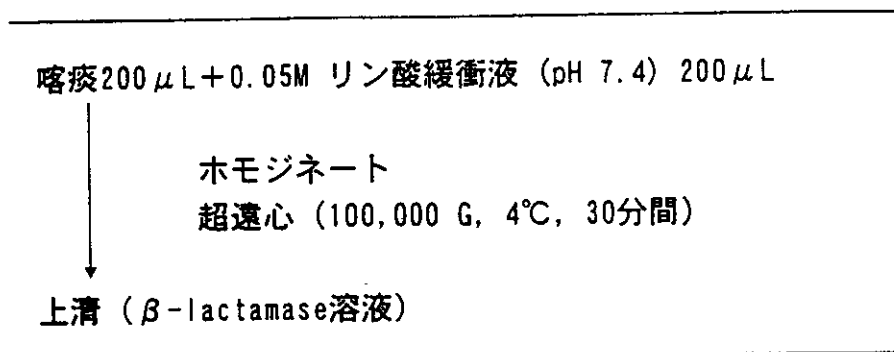 喀痰200μL＋0.05M リン酸緩衝液 (pH 7.4) 200μL
ホモジネート
超遠心 (100,000 G, 4℃, 30分間)
上清 (β-lactamase溶液)